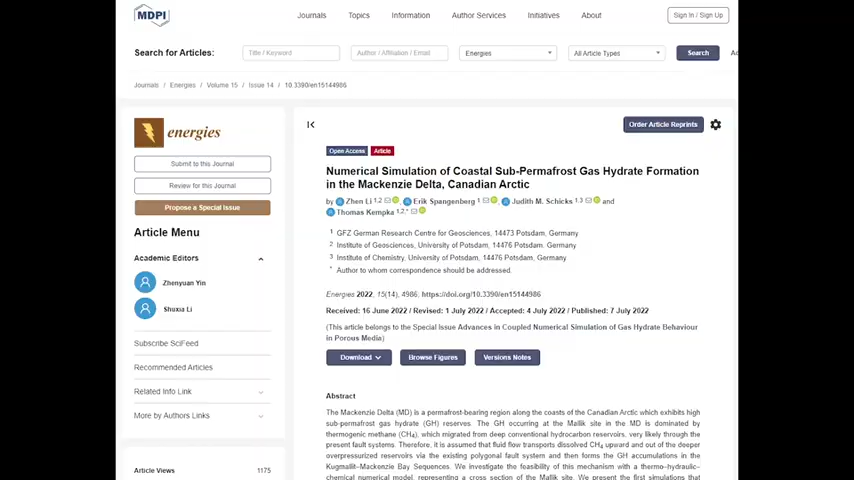 MDPI
Journals Topics Information Author Services Initiatives About
Sign In / Sign Up
Search for Articles:
Title / Keyword
Author / Affiliation / Email
Energies
All Article Types
Search
Journals / Energies / Volume 15 / Issue 14 / 10.3390/en15144986
energies
Submit to this Journal
Review for this Journal
Propose a Special Issue
Article Menu
Academic Editors
Zhenyuan Yin
Shuxia Li
Subscribe SciFeed
Recommended Articles
Related Info Link
More by Authors Links
Article Views 1175
Order Article Reprints
Open Access Article
Numerical Simulation of Coastal Sub-Permafrost Gas Hydrate Formation
in the Mackenzie Delta, Canadian Arctic
by Zhen Li 1,2, Erik Spangenberg 1, Judith M. Schicks 1,3 and
Thomas Kempka 1,2,*
1 GFZ German Research Centre for Geosciences, 14473 Potsdam, Germany
2 Institute of Geosciences, University of Potsdam, 14476 Potsdam, Germany
3 Institute of Chemistry, University of Potsdam, 14476 Potsdam, Germany
* Author to whom correspondence should be addressed.
Energies 2022, 15(14), 4986; https://doi.org/10.3390/en15144986
Received: 16 June 2022 / Revised: 1 July 2022 / Accepted: 4 July 2022 / Published: 7 July 2022
(This article belongs to the Special Issue Advances in Coupled Numerical Simulation of Gas Hydrate Behaviour
in Porous Media)
Download
Browse Figures
Versions Notes
Abstract
The Mackenzie Delta (MD) is a permafrost-bearing region along the coasts of the Canadian Arctic which exhibits high
sub-permafrost gas hydrate (GH) reserves. The GH occurring at the Mallik site in the MD is dominated by
thermogenic methane (CH₄), which migrated from deep conventional hydrocarbon reservoirs, very likely through the
present fault systems. Therefore, it is assumed that fluid flow transports dissolved CH₄ upward and out of the deeper
overpressurized reservoirs via the existing polygonal fault system and then forms the GH accumulations in the
Kugmallit–Mackenzie Bay Sequences. We investigate the feasibility of this mechanism with a thermo–hydraulic–
chemical numerical model, representing a cross section of the Mallik site. We present the first simulations that